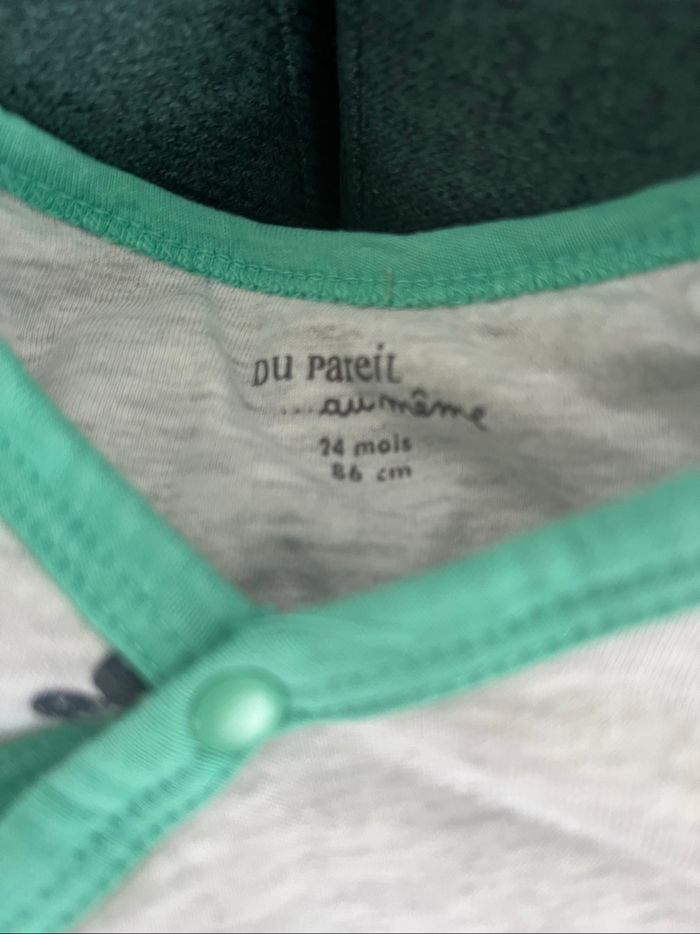 DU PAREIL
...au même
24 mois
86 cm